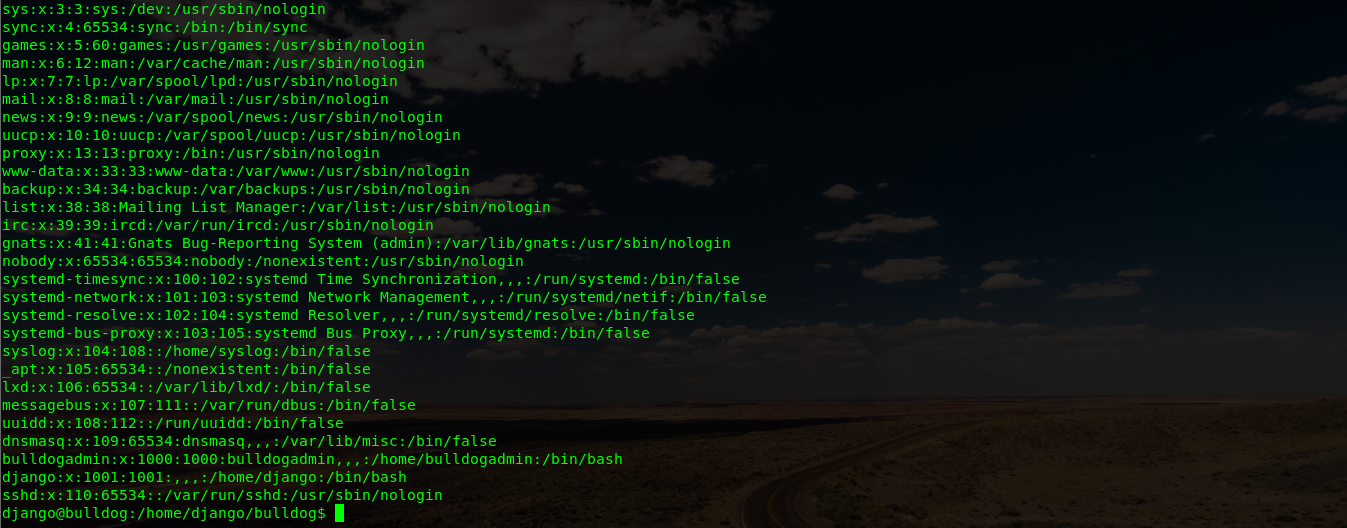 sys:x:3:3:sys:/dev:/usr/sbin/nologin
sync:x:4:65534:sync:/bin:/bin/sync
games:x:5:60:games:/usr/games:/usr/sbin/nologin
man:x:6:12:man:/var/cache/man:/usr/sbin/nologin
lp:x:7:7:lp:/var/spool/lpd:/usr/sbin/nologin
mail:x:8:8:mail:/var/mail:/usr/sbin/nologin
news:x:9:9:news:/var/spool/news:/usr/sbin/nologin
uucp:x:10:10:uucp:/var/spool/uucp:/usr/sbin/nologin
proxy:x:13:13:proxy:/bin:/usr/sbin/nologin
www-data:x:33:33:www-data:/var/www:/usr/sbin/nologin
backup:x:34:34:backup:/var/backups:/usr/sbin/nologin
list:x:38:38:Mailing List Manager:/var/list:/usr/sbin/nologin
irc:x:39:39:ircd:/var/run/ircd:/usr/sbin/nologin
gnats:x:41:41:Gnats Bug-Reporting System (admin):/var/lib/gnats:/usr/sbin/nologin
nobody:x:65534:65534:nobody:/nonexistent:/usr/sbin/nologin
systemd-timesync:x:100:102:systemd Time Synchronization,,,:/run/systemd:/bin/false
systemd-network:x:101:103:systemd Network Management,,,:/run/systemd/netif:/bin/false
systemd-resolve:x:102:104:systemd Resolver,,,:/run/systemd/resolve:/bin/false
systemd-bus-proxy:x:103:105:systemd Bus Proxy,,,:/run/systemd:/bin/false
syslog:x:104:108::/home/syslog:/bin/false
_apt:x:105:65534::/nonexistent:/bin/false
lxd:x:106:65534::/var/lib/lxd/:/bin/false
messagebus:x:107:111::/var/run/dbus:/bin/false
uuidd:x:108:112::/run/uuidd:/bin/false
dnsmasq:x:109:65534:dnsmasq,,,:/var/lib/misc:/bin/false
bulldogadmin:x:1000:1000:bulldogadmin,,,:/home/bulldogadmin:/bin/bash
django:x:1001:1001:,,,:/home/django:/bin/bash
sshd:x:110:65534::/var/run/sshd:/usr/sbin/nologin
django@bulldog:/home/django/bulldog$